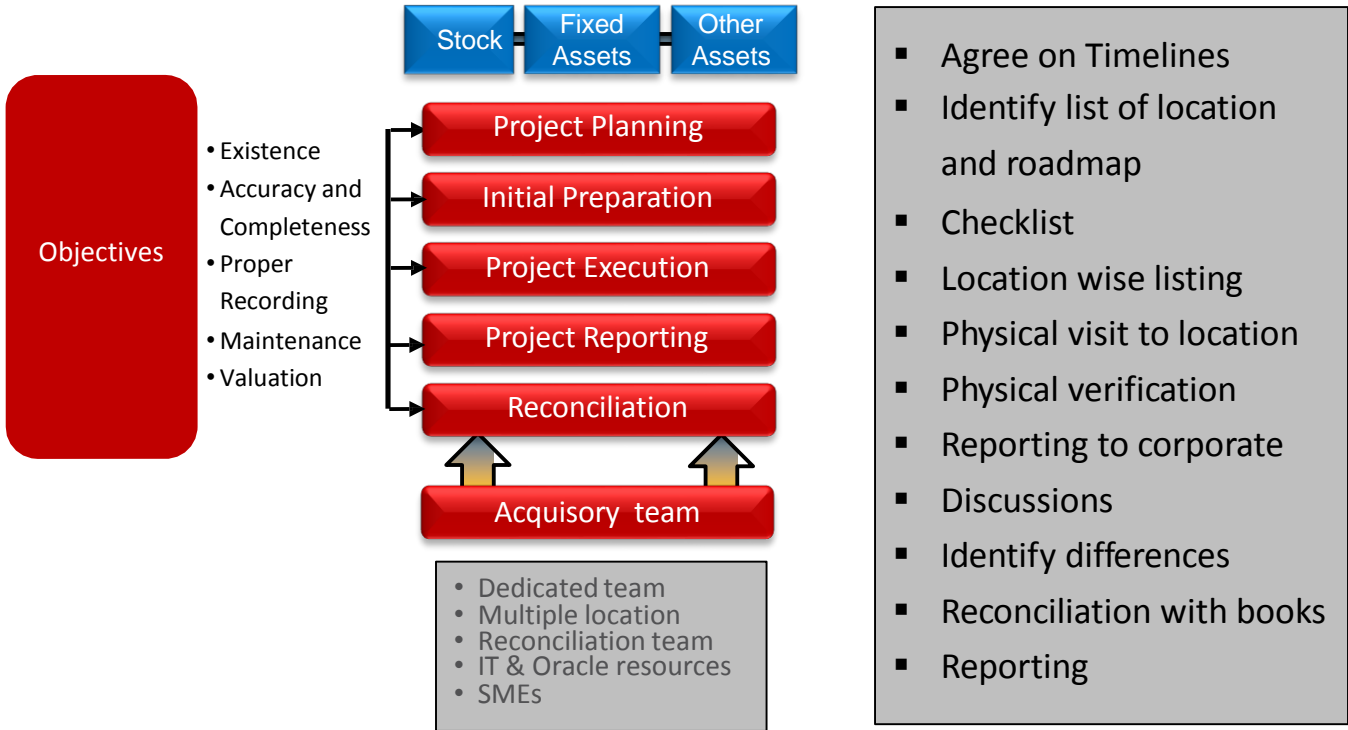 Stock
Fixed
Assets
Other
Assets
Objectives
• Existence
• Accuracy and
Completeness
• Proper
Recording
• Maintenance
• Valuation
Project Planning
Initial Preparation
Project Execution
Project Reporting
Reconciliation
Acquisory team
• Dedicated team
• Multiple location
• Reconciliation team
• IT & Oracle resources
• SMEs
▪ Agree on Timelines
▪ Identify list of location
and roadmap
▪ Checklist
▪ Location wise listing
▪ Physical visit to location
▪ Physical verification
▪ Reporting to corporate
▪ Discussions
▪ Identify differences
▪ Reconciliation with books
▪ Reporting